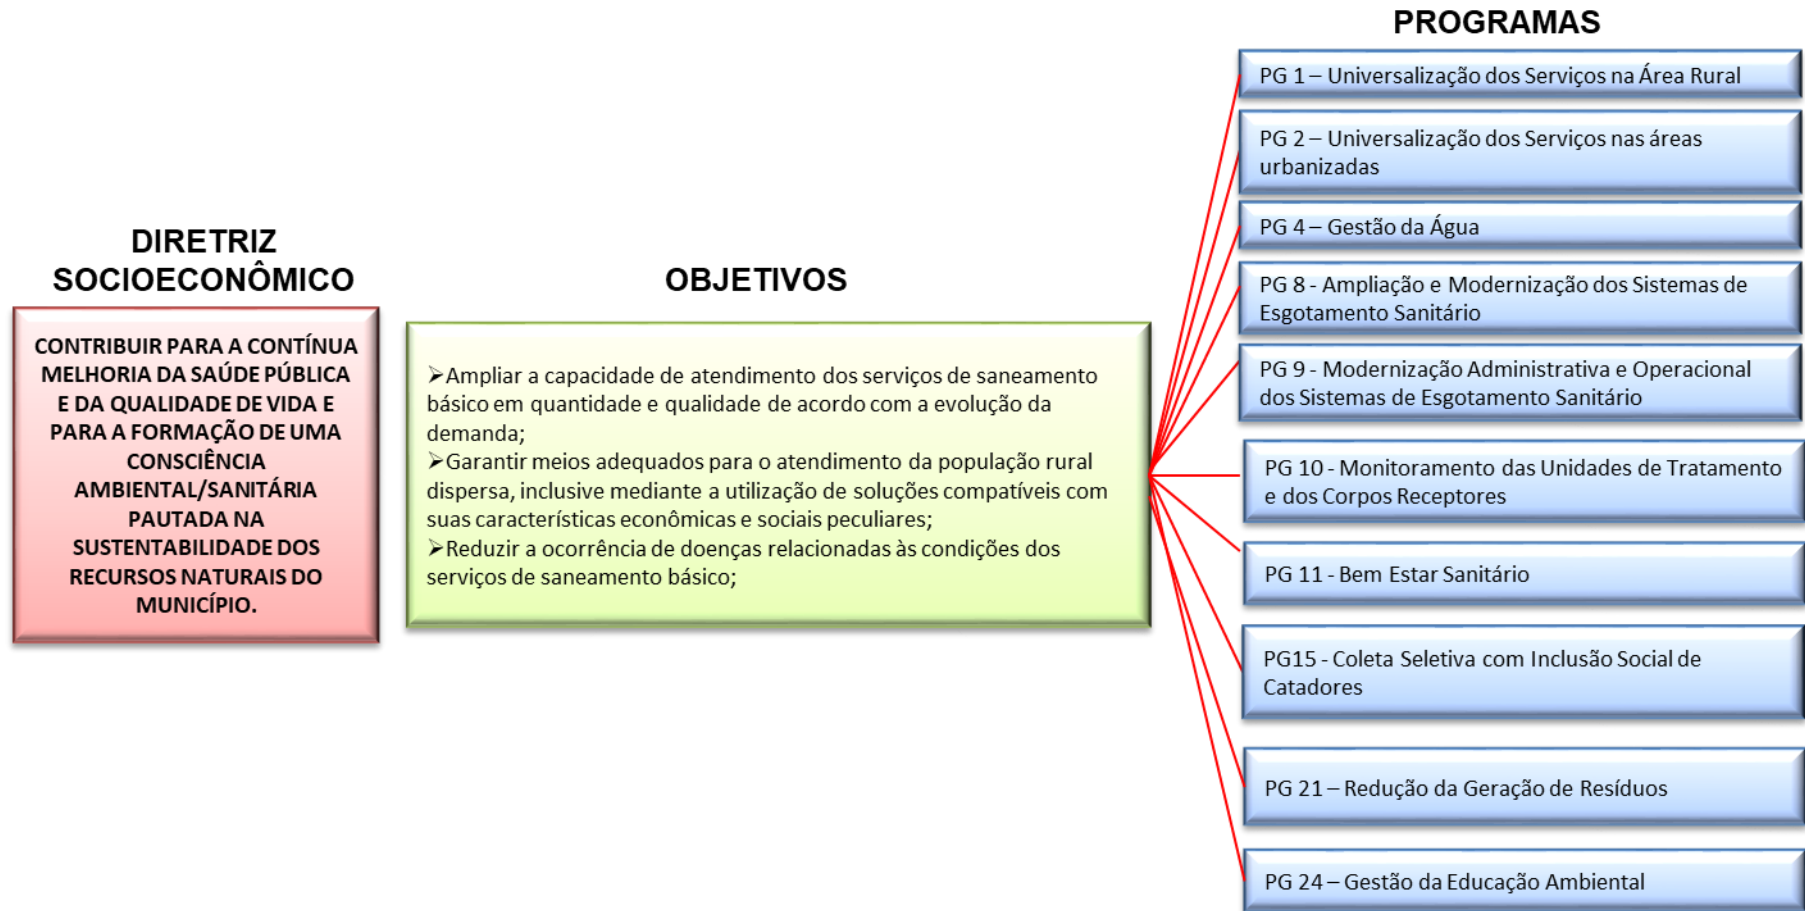 DIRETRIZ
SOCIOECONÔMICO
CONTRIBUIR PARA A CONTÍNUA
MELHORIA DA SAÚDE PÚBLICA
E DA QUALIDADE DE VIDA E
PARA A FORMAÇÃO DE UMA
CONSCIÊNCIA
AMBIENTAL/SANITÁRIA
PAUTADA NA
SUSTENTABILIDADE DOS
RECURSOS NATURAIS DO
MUNICÍPIO.
OBJETIVOS
➢Ampliar a capacidade de atendimento dos serviços de saneamento
básico em quantidade e qualidade de acordo com a evolução da
demanda;
➢Garantir meios adequados para o atendimento da população rural
dispersa, inclusive mediante a utilização de soluções compatíveis com
suas características econômicas e sociais peculiares;
➢Reduzir a ocorrência de doenças relacionadas às condições dos
serviços de saneamento básico;
PROGRAMAS
PG 1 – Universalização dos Serviços na Área Rural
PG 2 – Universalização dos Serviços nas áreas
urbanizadas
PG 4 – Gestão da Água
PG 8 - Ampliação e Modernização dos Sistemas de
Esgotamento Sanitário
PG 9 - Modernização Administrativa e Operacional
dos Sistemas de Esgotamento Sanitário
PG 10 - Monitoramento das Unidades de Tratamento
e dos Corpos Receptores
PG 11 - Bem Estar Sanitário
PG15 - Coleta Seletiva com Inclusão Social de
Catadores
PG 21 – Redução da Geração de Resíduos
PG 24 – Gestão da Educação Ambiental